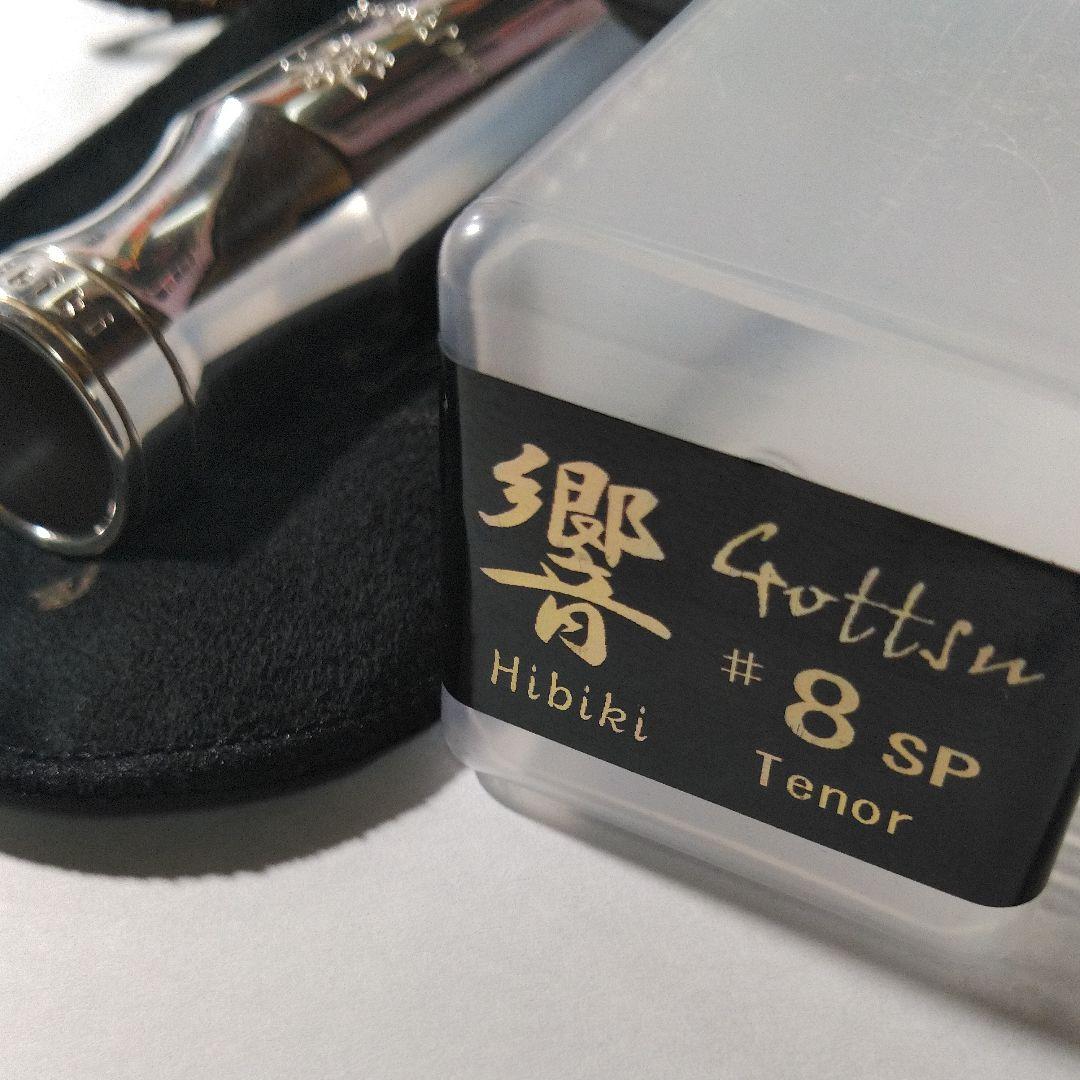 響
Hibiki
Gottsu
# 8 SP
Tenor